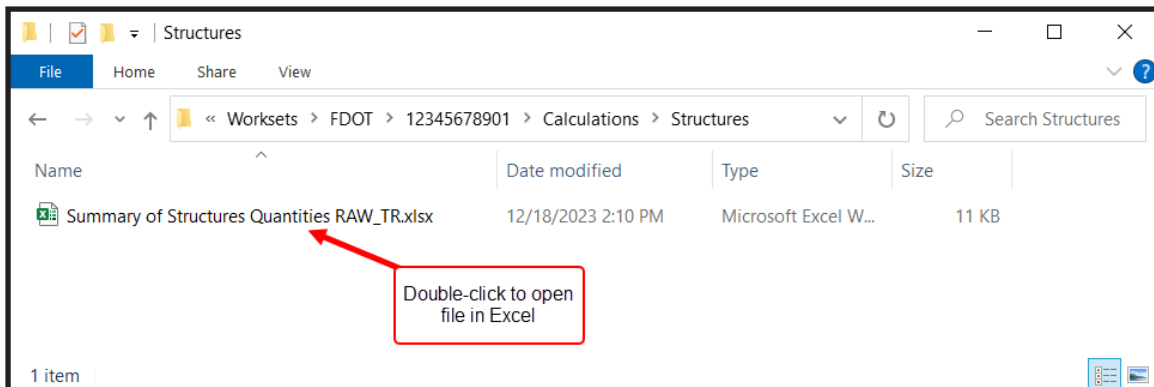 Structures
File Home Share View
« Worksets > FDOT > 12345678901 > Calculations > Structures
Search Structures
Name Date modified Type Size
Summary of Structures Quantities RAW_TR.xlsx 12/18/2023 2:10 PM Microsoft Excel W... 11 KB
Double-click to open
file in Excel
1 item